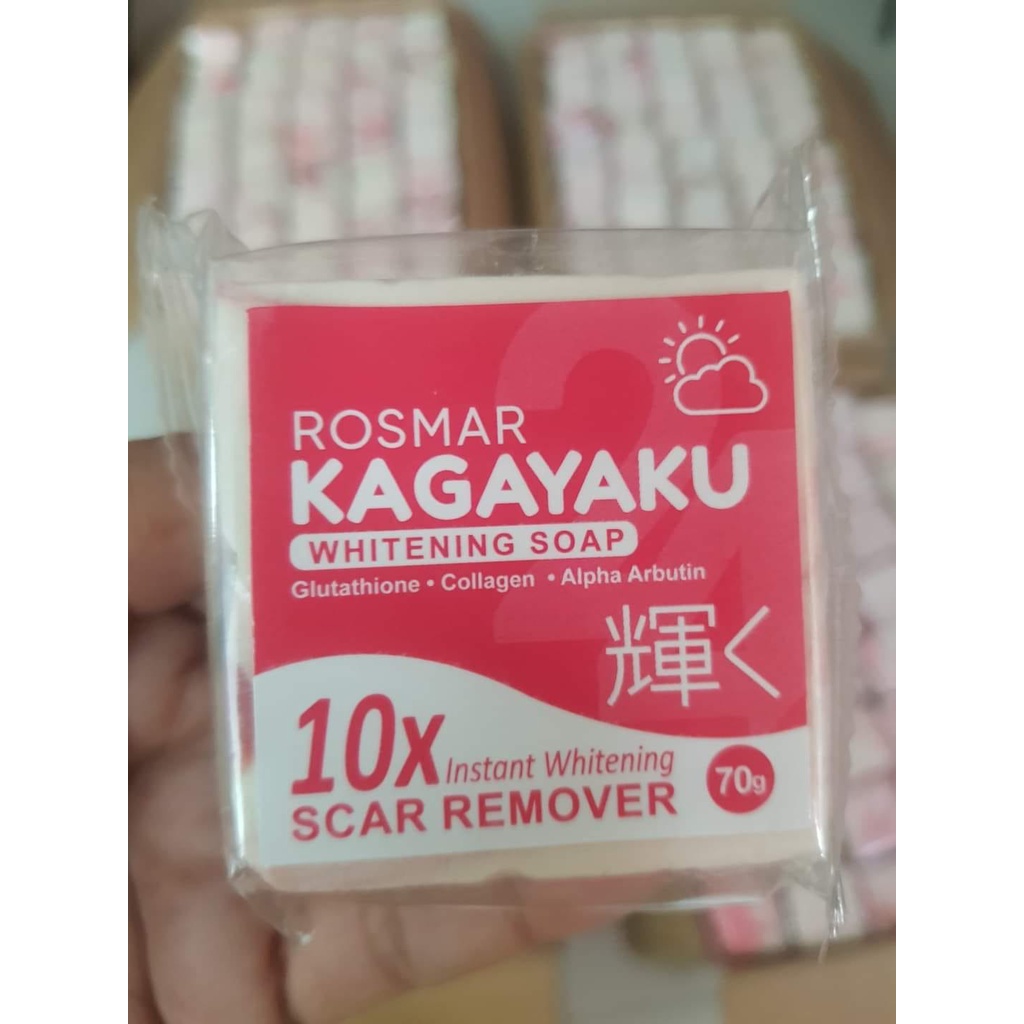 ROSMAR
KAGAYAKU
WHITENING SOAP
Glutathione • Collagen • Alpha Arbutin
輝く
10x Instant Whitening
SCAR REMOVER
70g